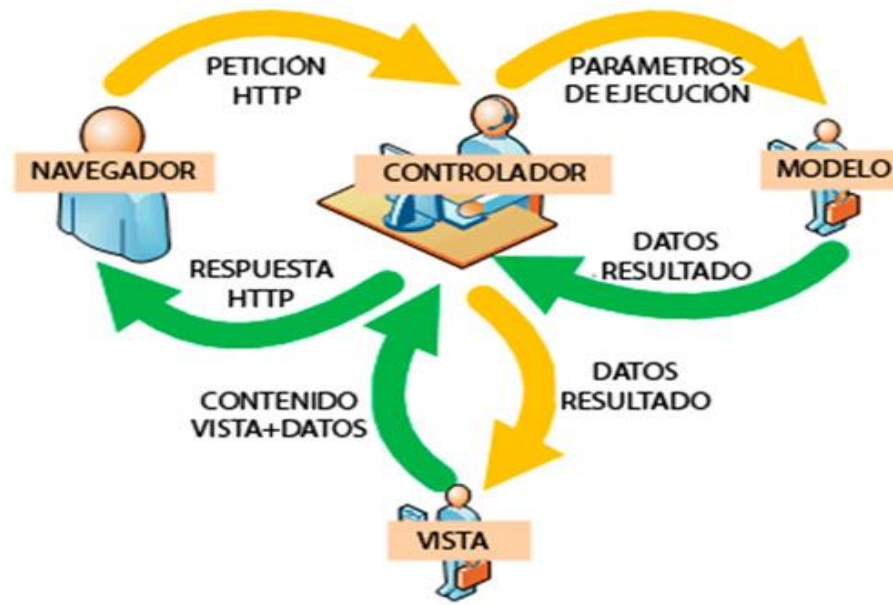 PETICIÓN
HTTP
PARÁMETROS
DE EJECUCIÓN
NAVEGADOR
CONTROLADOR
MODELO
RESPUESTA
HTTP
DATOS
RESULTADO
CONTENIDO
VISTA+DATOS
DATOS
RESULTADO
VISTA